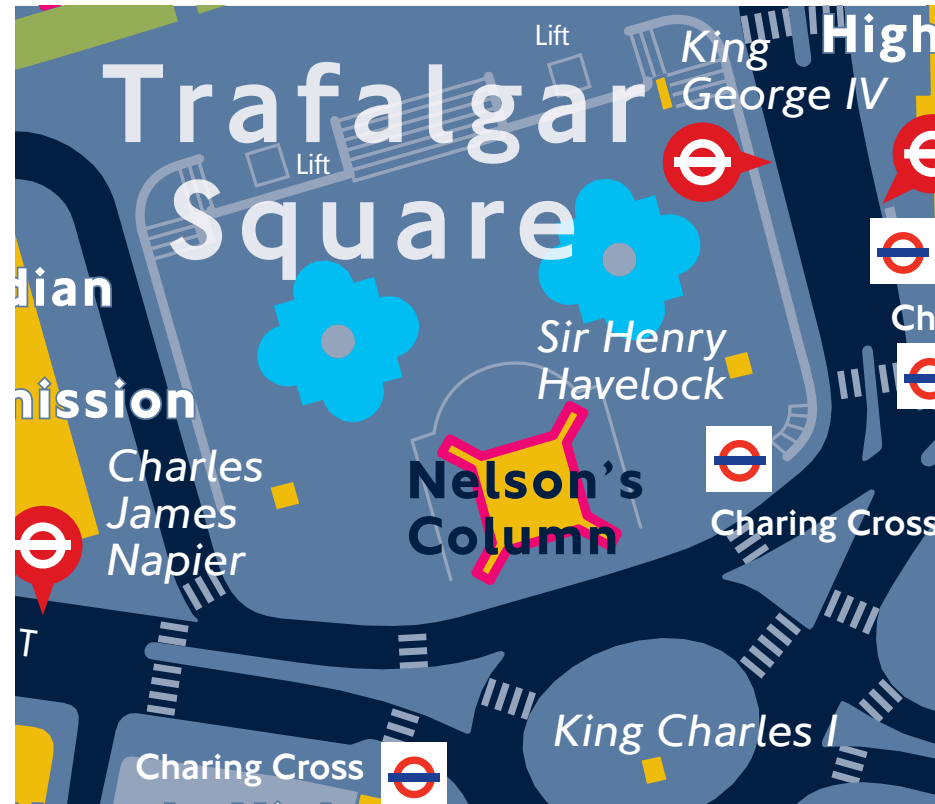 Lift
King
George IV
High
Trafalgar
Square
Lift
dian
mission
Sir Henry
Havelock
Ch
Charles
James
Napier
Nelson's
Column
Charing Cross
T
King Charles I
Charing Cross